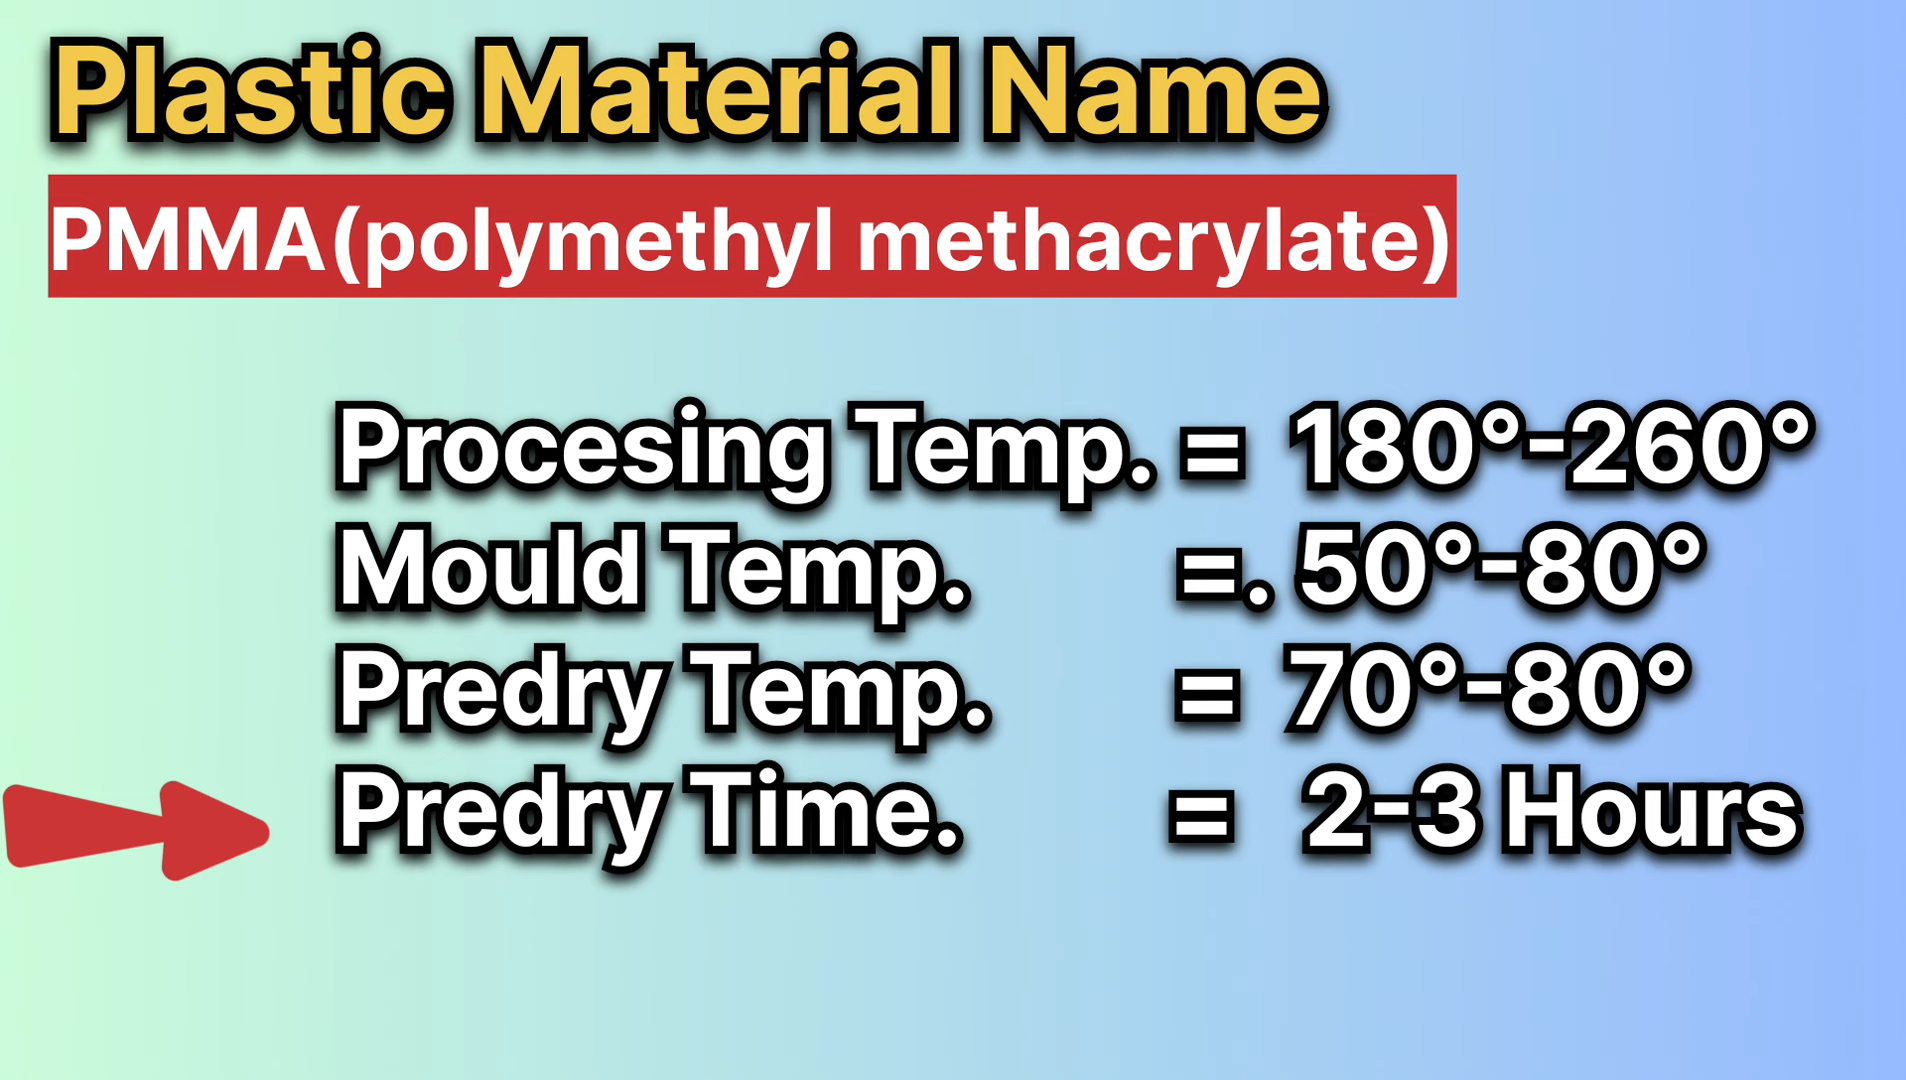 Plastic Material Name
PMMA(polymethyl methacrylate)
Procesing Temp. = 180°-260°
Mould Temp. =. 50°-80°
Predry Temp. = 70°-80°
Predry Time. = 2-3 Hours